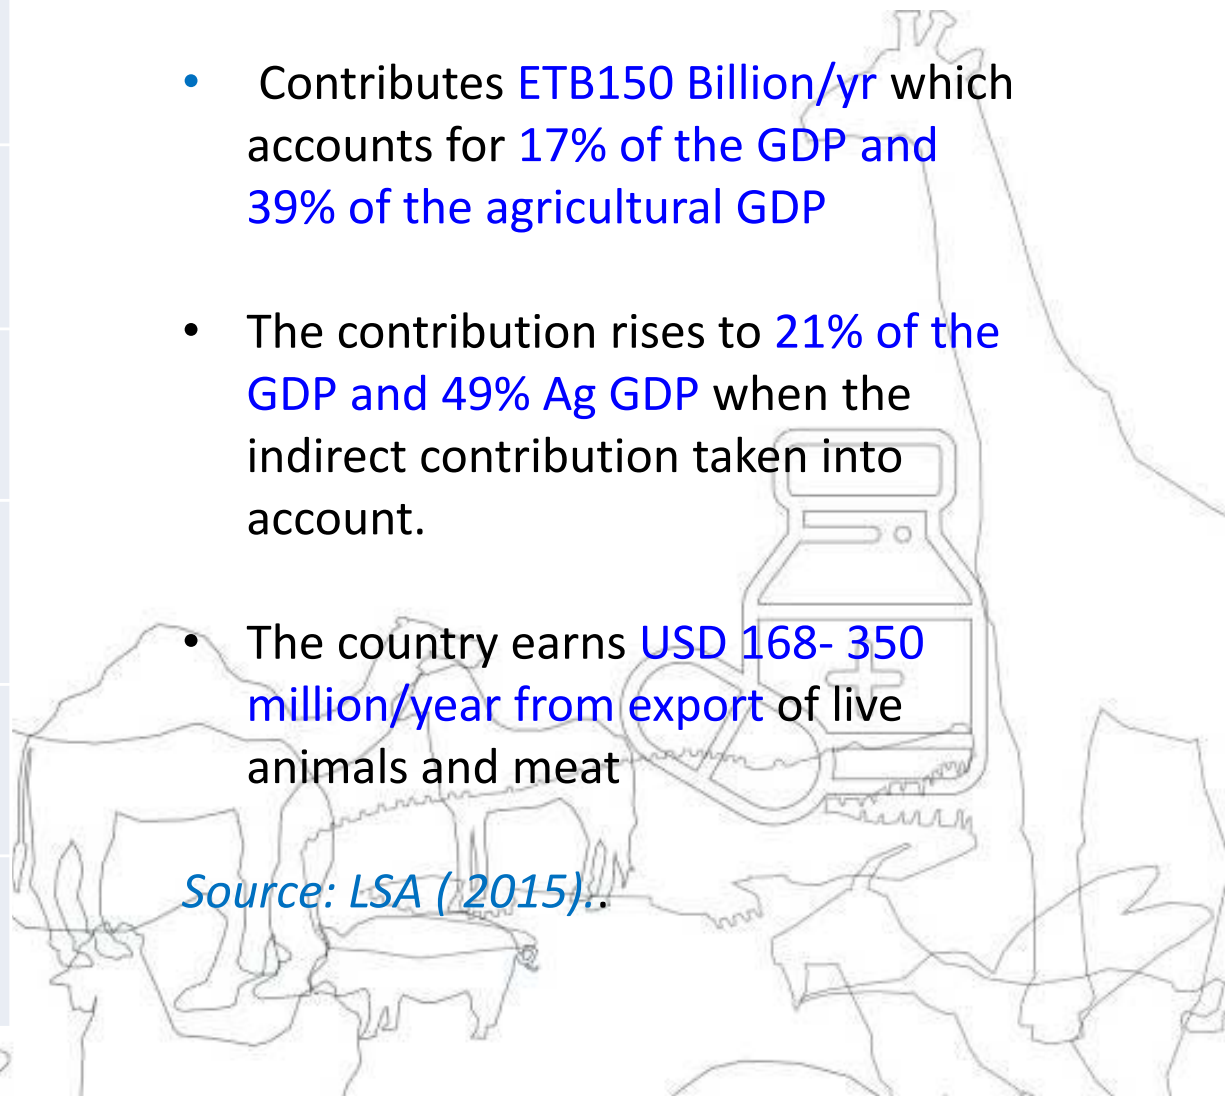 • Contributes ETB150 Billion/yr which
accounts for 17% of the GDP and
39% of the agricultural GDP
• The contribution rises to 21% of the
GDP and 49% Ag GDP when the
indirect contribution taken into
account.
• The country earns USD 168- 350
million/year from export of live
animals and meat
Source: LSA ( 2015)..